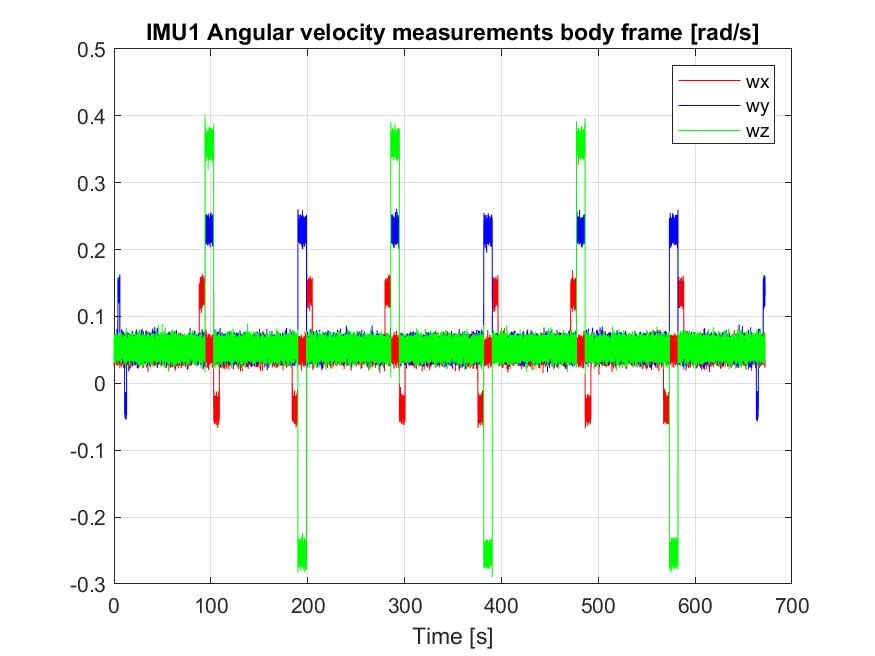 IMU1 Angular velocity measurements body frame [rad/s]
0.5
0.4
0.3
0.2
0.1
0
-0.1
-0.2
-0.3
wx
wy
wz
0 100 200 300 400 500 600 700
Time [s]